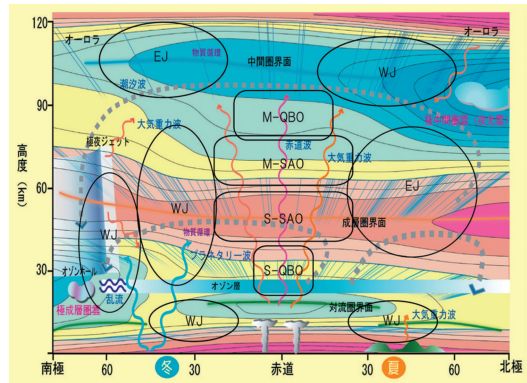 120
オーロラ
オーロラ
EJ
物質循環
中間圏界面
WJ
潮汐波
90
M-QBO
大気重力波
極夜ジェット
赤道波
M-SAO
大気重力波
高度(km)
60
EJ
WJ
S-SAO
成層圏界面
WJ
物質循環
プラネタリー波
30
S-QBO
オゾンホール
オゾン層
極成層圏雲
乱流
対流圏界面
WJ
WJ
大気重力波
0
南極
60
冬
30
赤道
30
夏
60
北極